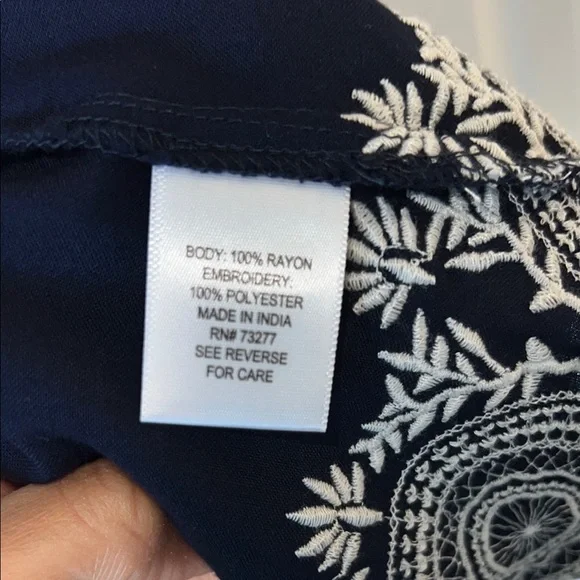 BODY: 100% RAYON
EMBROIDERY:
100% POLYESTER
MADE IN INDIA
RN# 73277
SEE REVERSE
FOR CARE